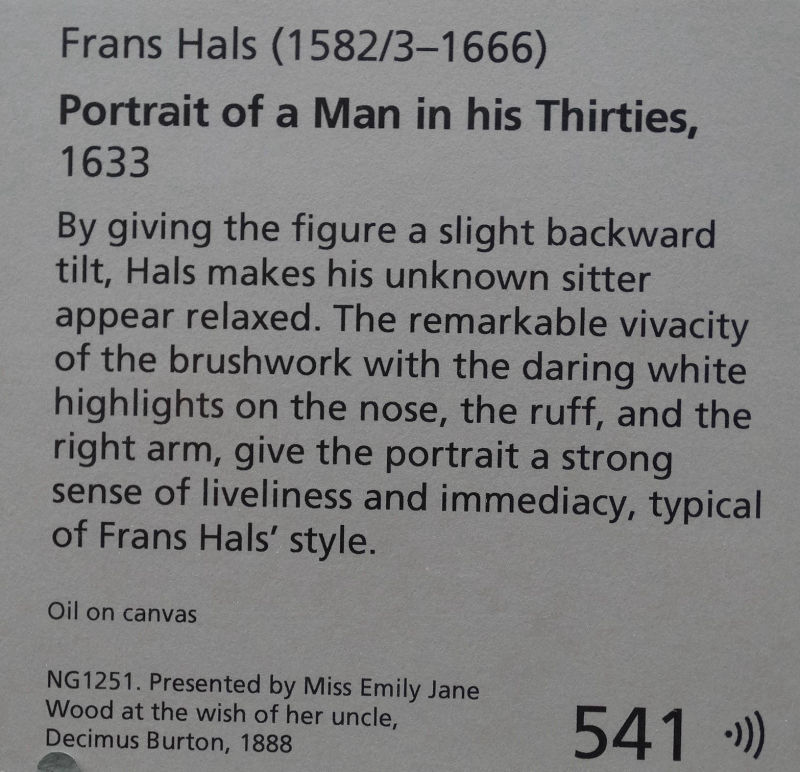 Frans Hals (1582/3–1666)
Portrait of a Man in his Thirties,
1633
By giving the figure a slight backward
tilt, Hals makes his unknown sitter
appear relaxed. The remarkable vivacity
of the brushwork with the daring white
highlights on the nose, the ruff, and the
right arm, give the portrait a strong
sense of liveliness and immediacy, typical
of Frans Hals’ style.
Oil on canvas
NG1251. Presented by Miss Emily Jane
Wood at the wish of her uncle,
Decimus Burton, 1888
541